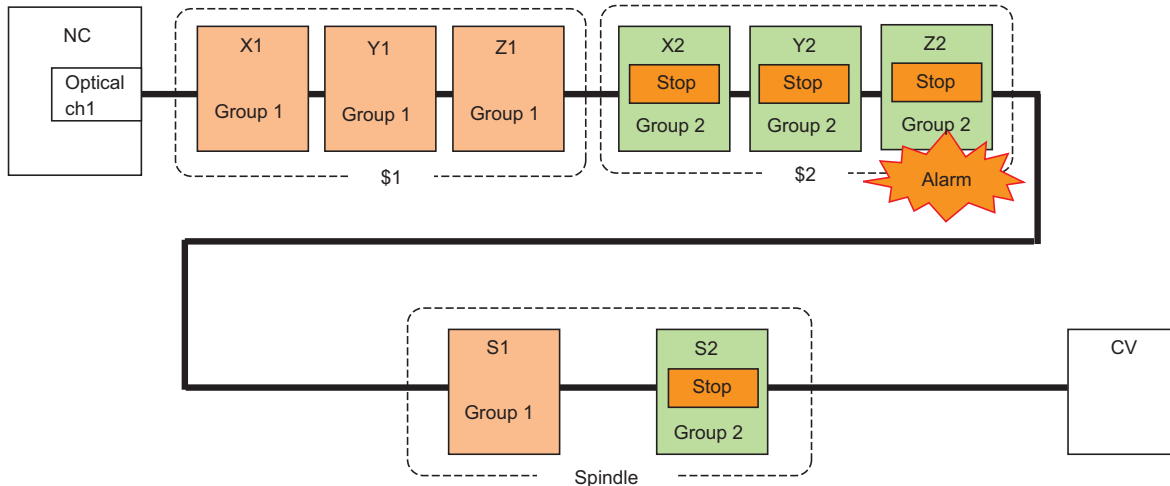 NC
Optical
ch1
X1
Group 1
Y1
Group 1
Z1
Group 1
$1
X2
Stop
Group 2
Y2
Stop
Group 2
Z2
Stop
Group 2
Alarm
$2
S1
Group 1
S2
Stop
Group 2
Spindle
CV